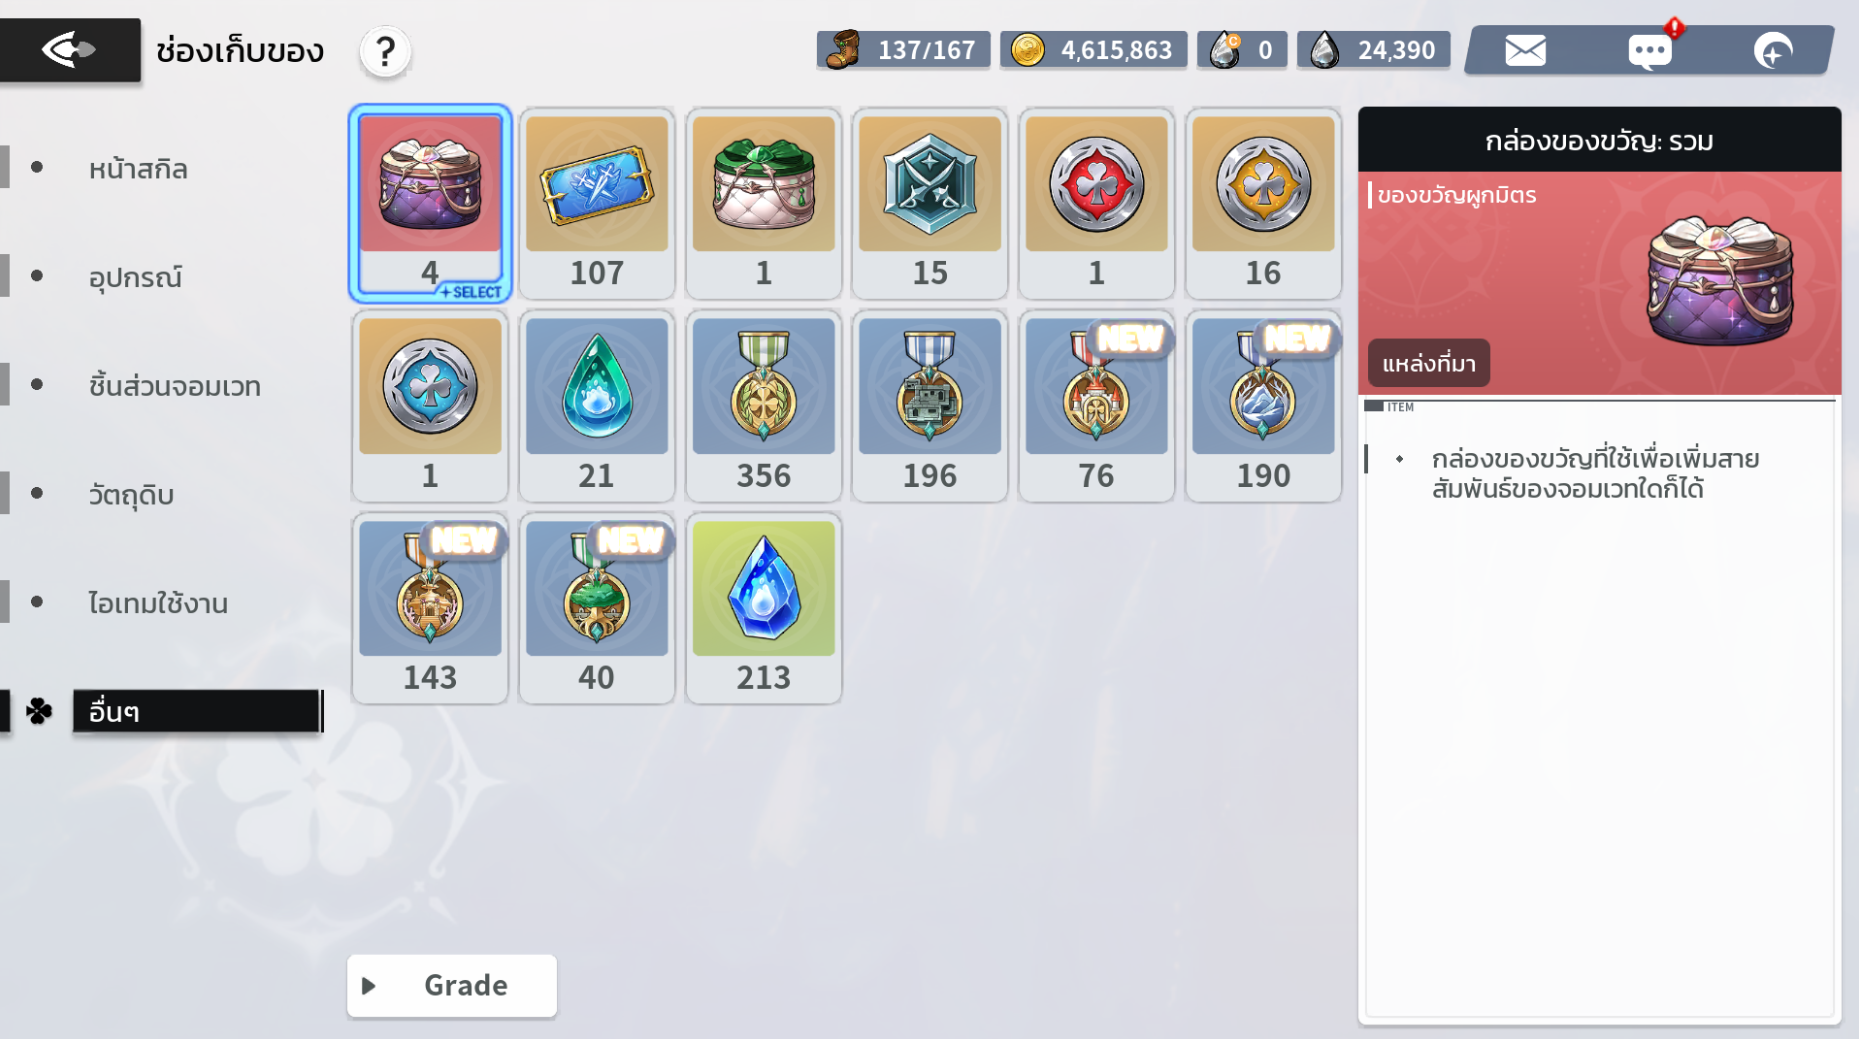 ช่องเก็บของ
?
137/167
4,615,863
C
0
24,390
หน้าสกิล
อุปกรณ์
ชิ้นส่วนจอมเวท
วัตถุดิบ
ไอเทมใช้งาน
อื่นๆ
4
SELECT
107
1
15
1
16
1
21
356
196
NEW
76
NEW
190
NEW
143
NEW
40
213
Grade
กล่องของขวัญ: รวม
ของขวัญผูกมิตร
แหล่งที่มา
ITEM
กล่องของขวัญที่ใช้เพื่อเพิ่มสาย
สัมพันธ์ของจอมเวทใดก็ได้